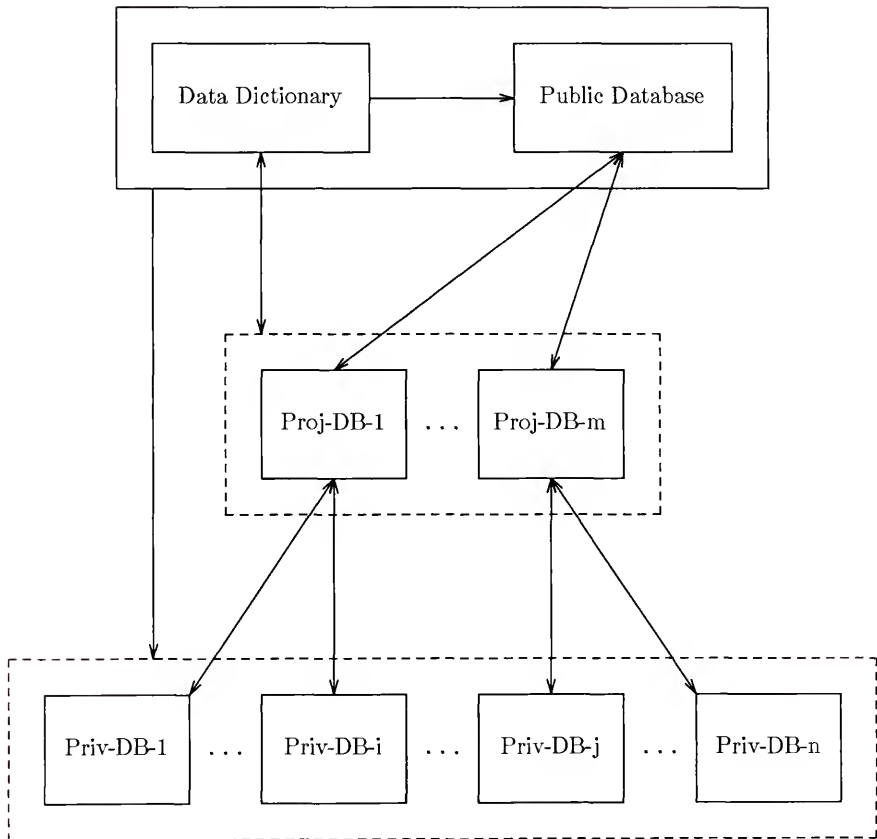 Data Dictionary
Public Database
Proj-DB-1 ... Proj-DB-m
Priv-DB-1 ... Priv-DB-i ... Priv-DB-j ... Priv-DB-n